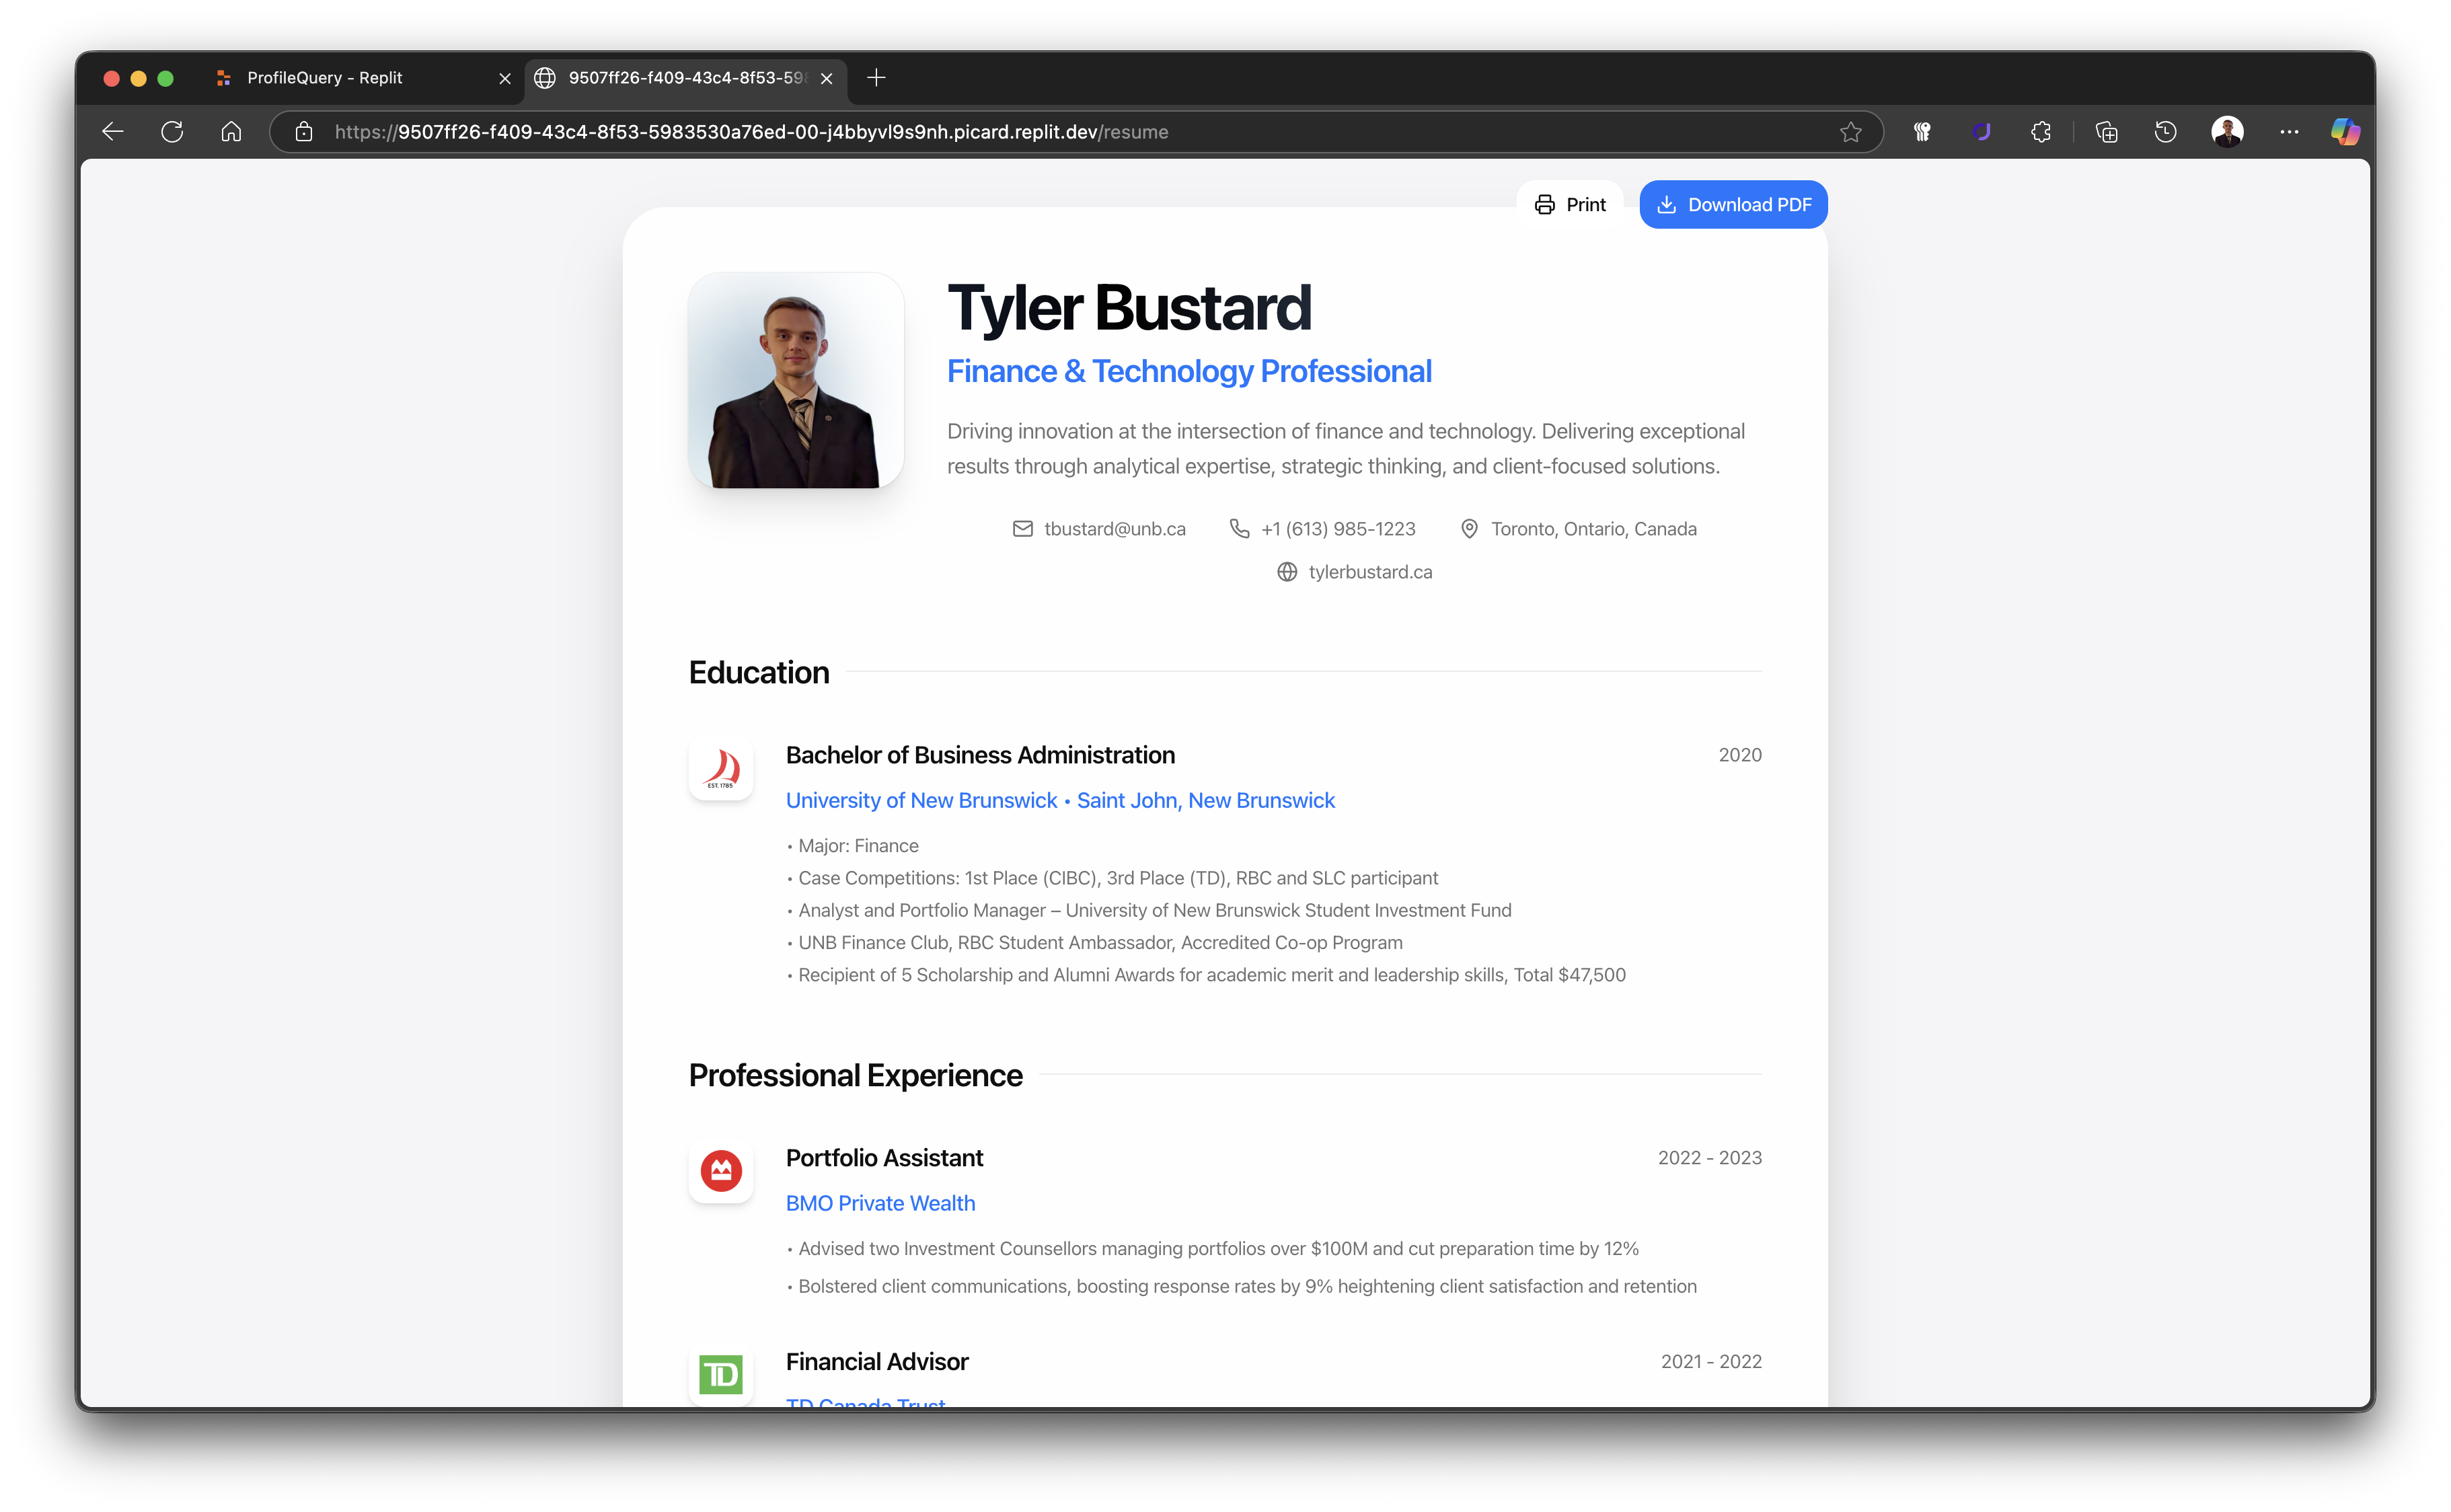 ProfileQuery - Replit
9507ff26-f409-43c4-8f53-598
https://9507ff26-f409-43c4-8f53-5983530a76ed-00-j4bbyvl9s9nh.picard.replit.dev/resume
Print
Download PDF
Tyler Bustard
Finance & Technology Professional
Driving innovation at the intersection of finance and technology. Delivering exceptional
results through analytical expertise, strategic thinking, and client-focused solutions.
tbustard@unb.ca
+1 (613) 985-1223
Toronto, Ontario, Canada
tylerbustard.ca
Education
EST. 1785
Bachelor of Business Administration
2020
University of New Brunswick • Saint John, New Brunswick
• Major: Finance
• Case Competitions: 1st Place (CIBC), 3rd Place (TD), RBC and SLC participant
• Analyst and Portfolio Manager – University of New Brunswick Student Investment Fund
• UNB Finance Club, RBC Student Ambassador, Accredited Co-op Program
• Recipient of 5 Scholarship and Alumni Awards for academic merit and leadership skills, Total $47,500
Professional Experience
Portfolio Assistant
2022 - 2023
BMO Private Wealth
• Advised two Investment Counsellors managing portfolios over $100M and cut preparation time by 12%
• Bolstered client communications, boosting response rates by 9% heightening client satisfaction and retention
TD
Financial Advisor
2021 - 2022
TD Canada Trust